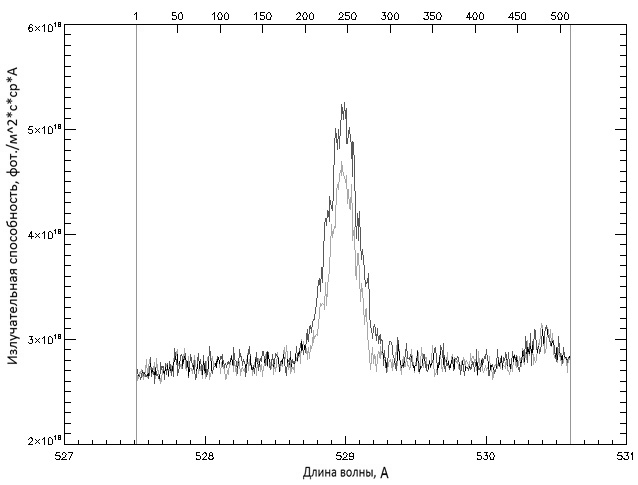 1 50 100 150 200 250 300 350 400 450 500
6×10¹⁸
5×10¹⁸
4×10¹⁸
3×10¹⁸
2×10¹⁸
Излучательная способность, фот./м^2*с*ср*А
527 528 529 530 531
Длина волны, А